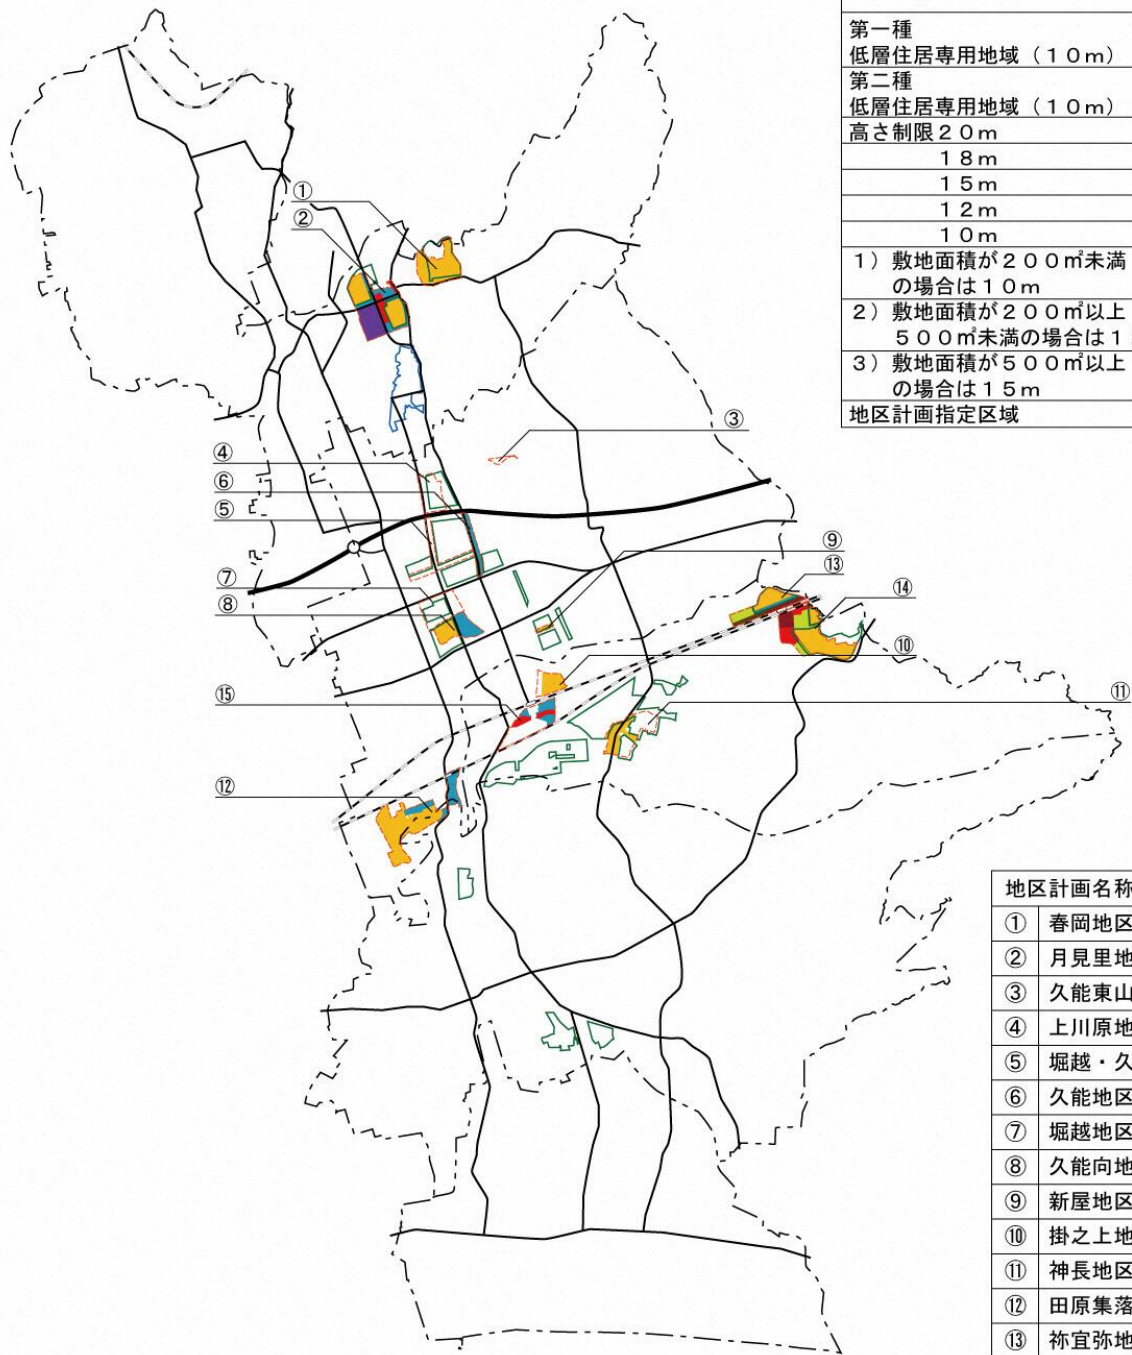 第一種
低層住居専用地域（１０ｍ）
第二種
低層住居専用地域（１０ｍ）
高さ制限２０ｍ
１８ｍ
１５ｍ
１２ｍ
１０ｍ
１）敷地面積が２００㎡未満
の場合は１０ｍ
２）敷地面積が２００㎡以上
５００㎡未満の場合は１
３）敷地面積が５００㎡以上
の場合は１５ｍ
地区計画指定区域
①
②
③
④
⑥
⑤
⑨
⑬
⑦
⑭
⑧
⑩
⑮
⑪
⑫
地区計画名称
① 春岡地区
② 月見里地
③ 久能東山
④ 上川原地
⑤ 堀越・久
⑥ 久能地区
⑦ 堀越地区
⑧ 久能向地
⑨ 新屋地区
⑩ 掛之上地
⑪ 神長地区
⑫ 田原集落
⑬ 祢宜弥地